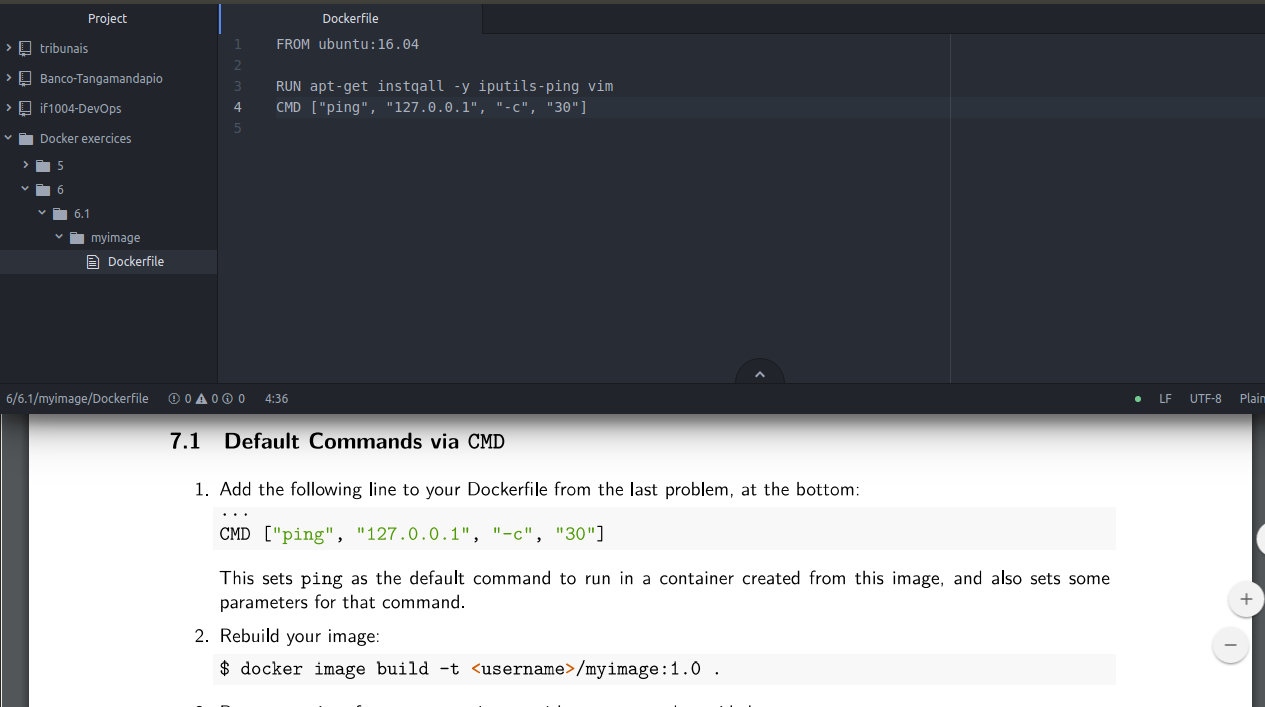 Project
Dockerfile
tribunais
Banco-Tangamandapio
if1004-DevOps
Docker exercices
5
6
6.1
myimage
Dockerfile
1 FROM ubuntu:16.04
2
3 RUN apt-get instqall -y iputils-ping vim
4 CMD ["ping", "127.0.0.1", "-c", "30"]
5
6/6.1/myimage/Dockerfile 0 0 0 4:36 LF UTF-8 Plain
7.1 Default Commands via CMD
1. Add the following line to your Dockerfile from the last problem, at the bottom:
...
CMD ["ping", "127.0.0.1", "-c", "30"]
This sets ping as the default command to run in a container created from this image, and also sets some
parameters for that command.
2. Rebuild your image:
$ docker image build -t <username>/myimage:1.0 .